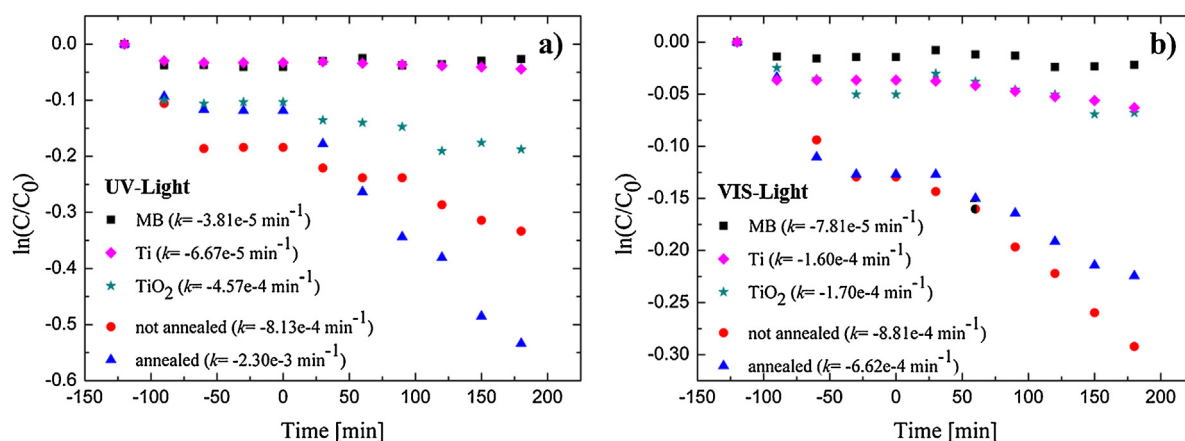 a)
ln(C/C0)
0.0
-0.1
-0.2
-0.3
-0.4
-0.5
-0.6
UV-Light
MB (k= -3.81e-5 min-1)
Ti (k= -6.67e-5 min-1)
TiO2 (k= -4.57e-4 min-1)
not annealed (k= -8.13e-4 min-1)
annealed (k= -2.30e-3 min-1)
-150 -100 -50 0 50 100 150 200
Time [min]
b)
ln(C/C0)
0.00
-0.05
-0.10
-0.15
-0.20
-0.25
-0.30
VIS-Light
MB (k= -7.81e-5 min-1)
Ti (k= -1.60e-4 min-1)
TiO2 (k= -1.70e-4 min-1)
not annealed (k= -8.81e-4 min-1)
annealed (k= -6.62e-4 min-1)
-150 -100 -50 0 50 100 150 200
Time [min]